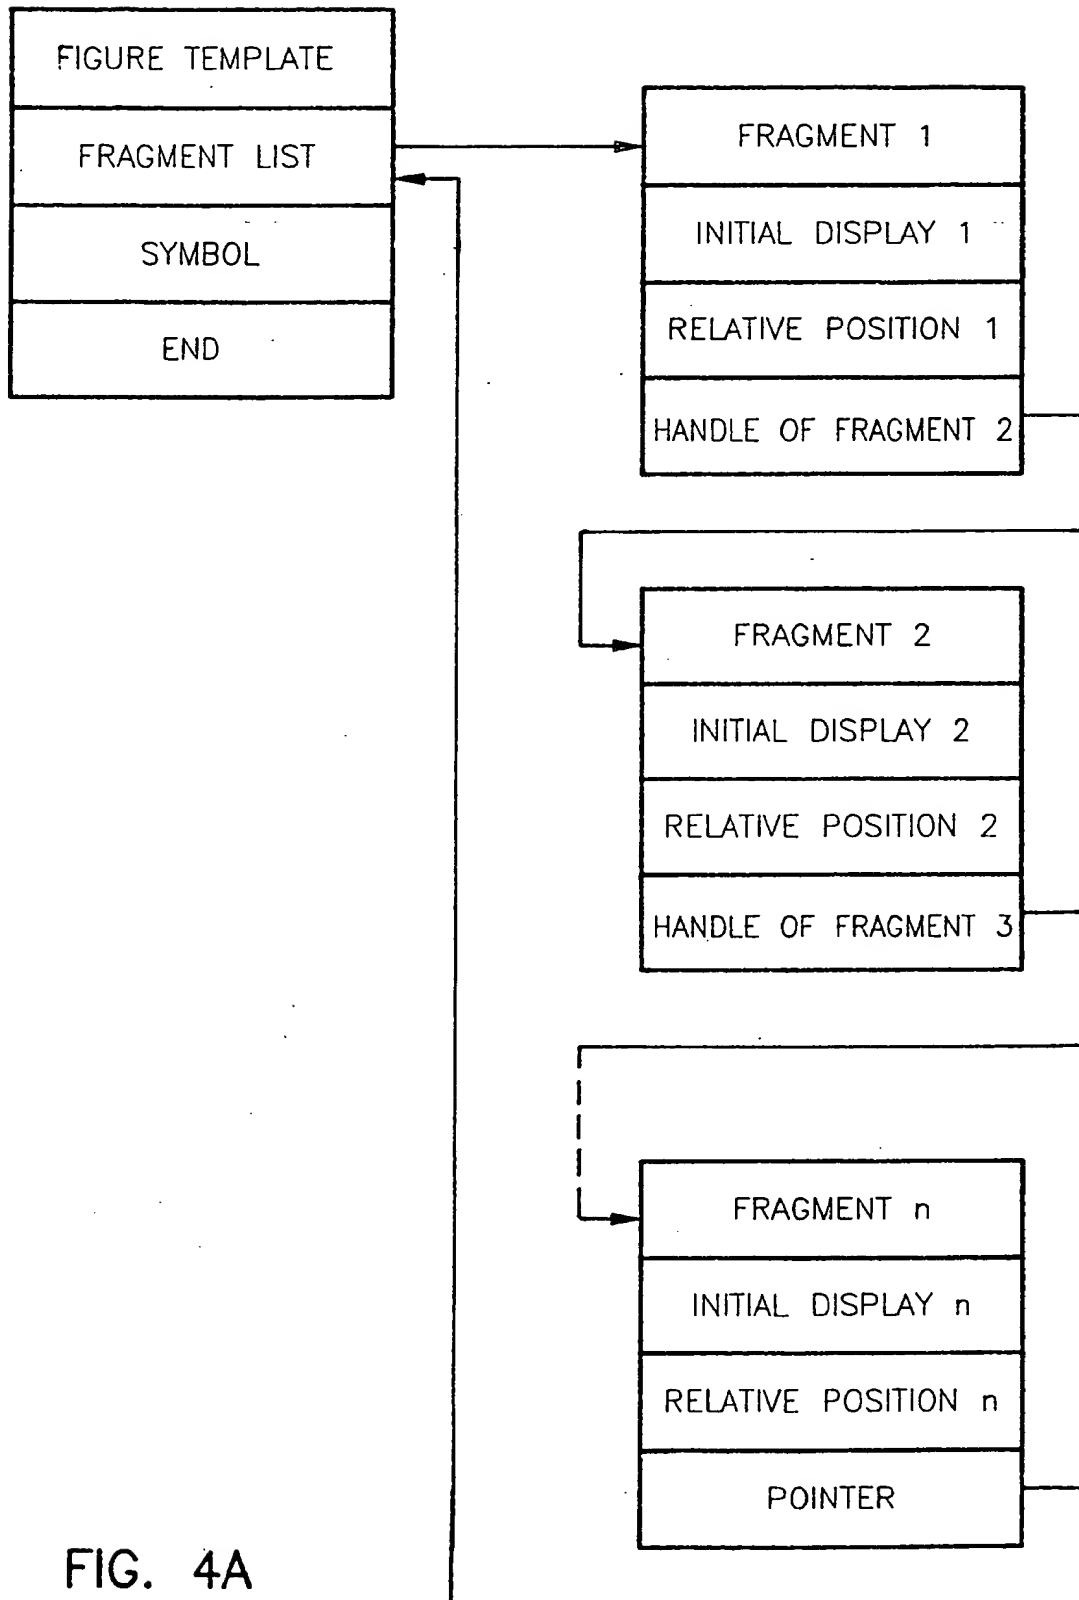 FIGURE TEMPLATE
FRAGMENT LIST
SYMBOL
END
FRAGMENT 1
INITIAL DISPLAY 1
RELATIVE POSITION 1
HANDLE OF FRAGMENT 2
FRAGMENT 2
INITIAL DISPLAY 2
RELATIVE POSITION 2
HANDLE OF FRAGMENT 3
FRAGMENT n
INITIAL DISPLAY n
RELATIVE POSITION n
POINTER
FIG. 4A